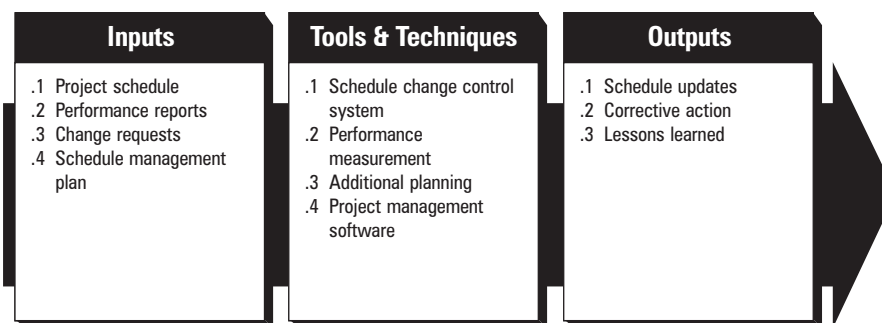 Inputs
.1 Project schedule
.2 Performance reports
.3 Change requests
.4 Schedule management
plan
Tools & Techniques
.1 Schedule change control
system
.2 Performance
measurement
.3 Additional planning
.4 Project management
software
Outputs
.1 Schedule updates
.2 Corrective action
.3 Lessons learned